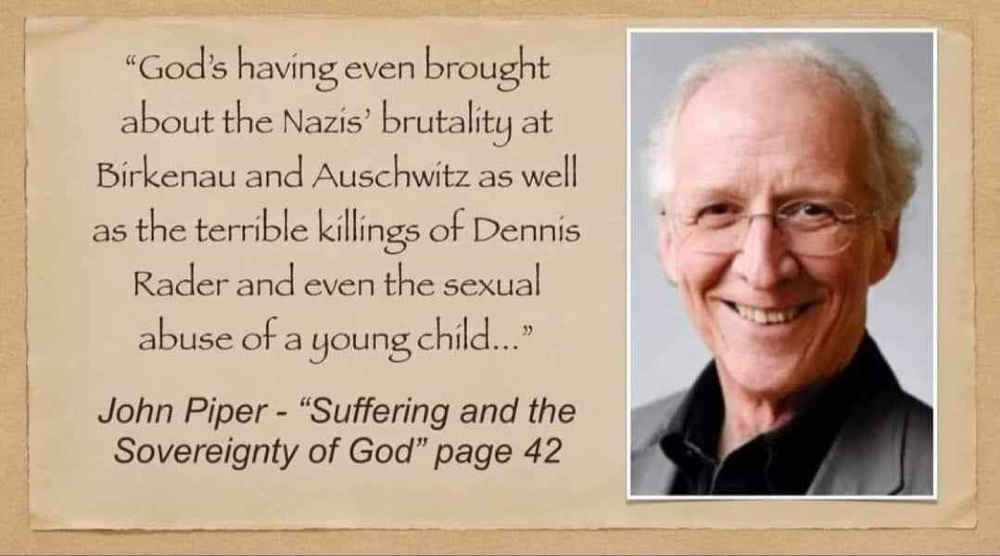 “God’s having even brought
about the Nazis’ brutality at
Birkenau and Auschwitz as well
as the terrible killings of Dennis
Rader and even the sexual
abuse of a young child...”
John Piper - “Suffering and the
Sovereignty of God” page 42